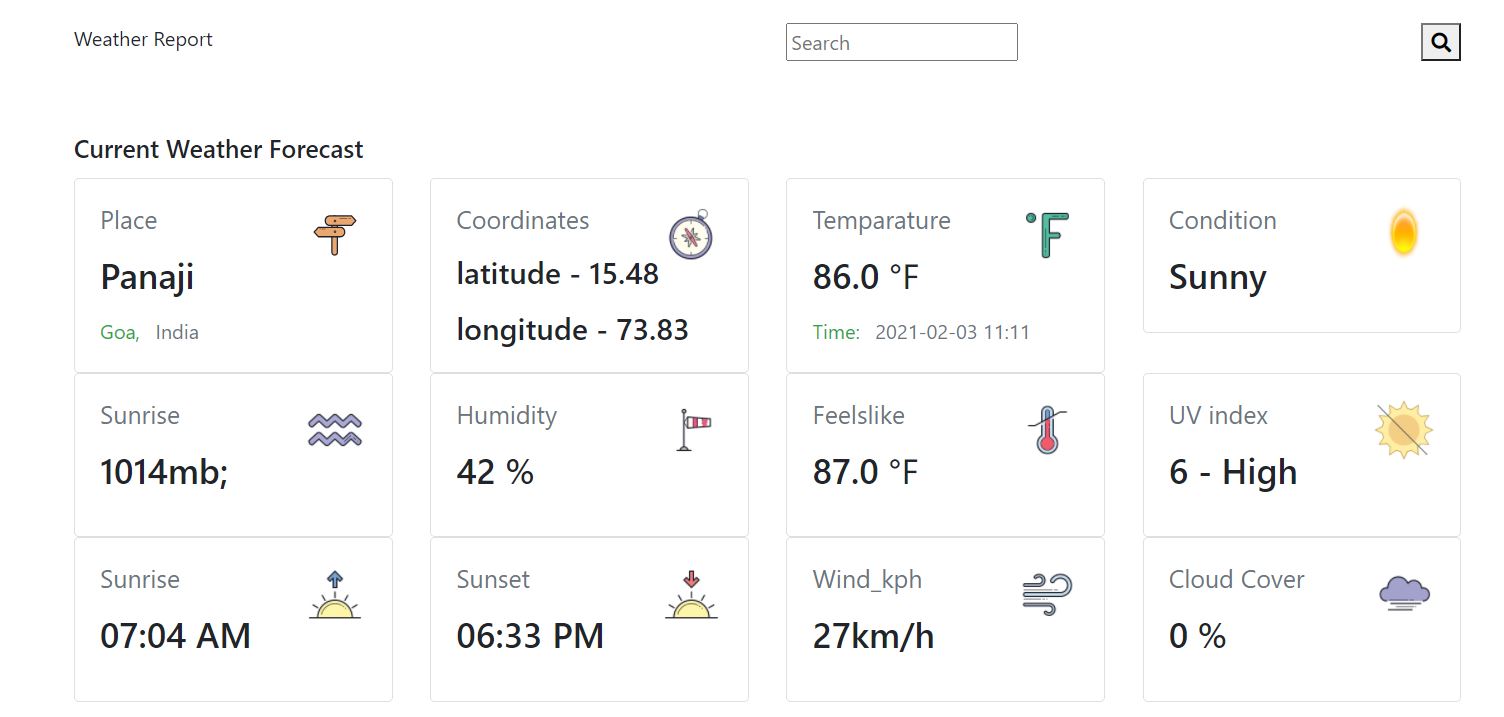 Weather Report
Search
Current Weather Forecast
Place
Panaji
Goa, India
Coordinates
latitude - 15.48
longitude - 73.83
Temparature
°F
86.0 °F
Time: 2021-02-03 11:11
Condition
Sunny
Sunrise
1014mb;
Humidity
42 %
Feelslike
87.0 °F
UV index
6 - High
Sunrise
07:04 AM
Sunset
06:33 PM
Wind_kph
27km/h
Cloud Cover
0 %